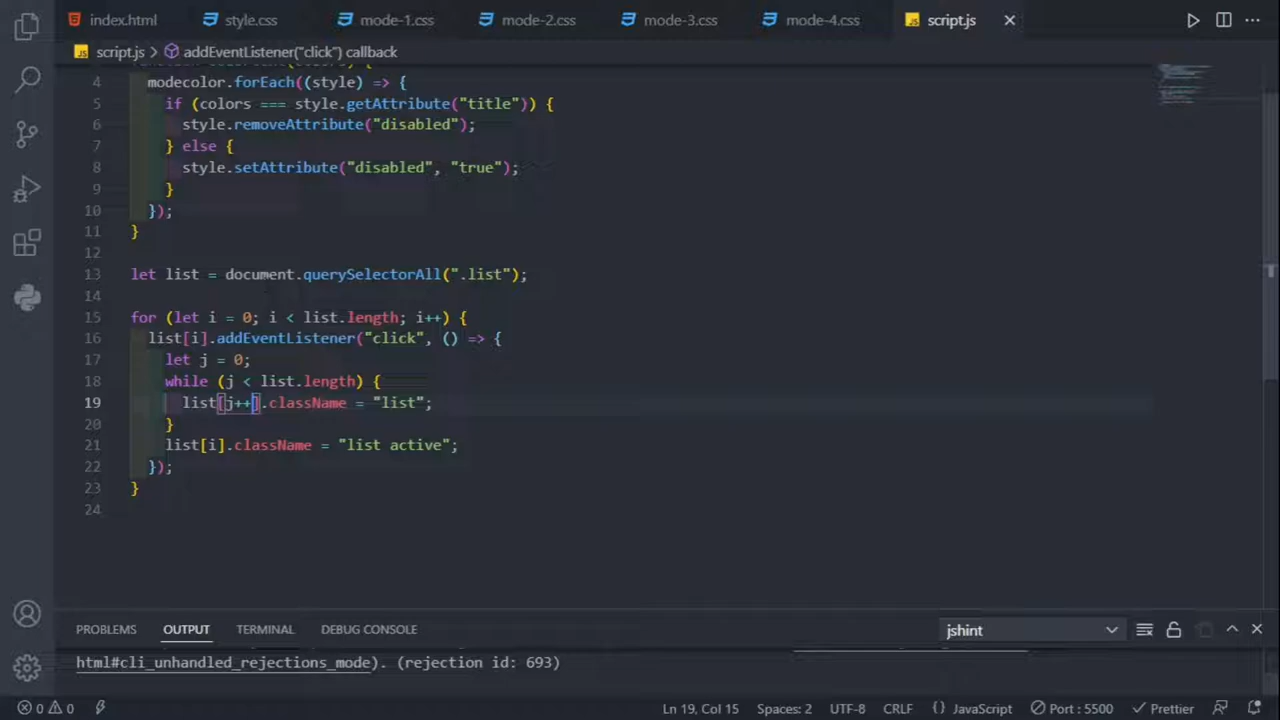 index.html style.css mode-1.css mode-2.css mode-3.css mode-4.css JS script.js
JS script.js > addEventListener("click") callback
4 modecolor.forEach((style) => {
5 if (colors === style.getAttribute("title")) {
6 style.removeAttribute("disabled");
7 } else {
8 style.setAttribute("disabled", "true");
9 }
10 });
11 }
12
13 let list = document.querySelectorAll(".list");
14
15 for (let i = 0; i < list.length; i++) {
16 list[i].addEventListener("click", () => {
17 let j = 0;
18 while (j < list.length) {
19 list[j++].className = "list";
20 }
21 list[i].className = "list active";
22 });
23 }
24
PROBLEMS OUTPUT TERMINAL DEBUG CONSOLE jshint
html#cli_unhandled_rejections_mode). (rejection id: 693)
0 0 Ln 19, Col 15 Spaces: 2 UTF-8 CRLF {} JavaScript Port : 5500 Prettier